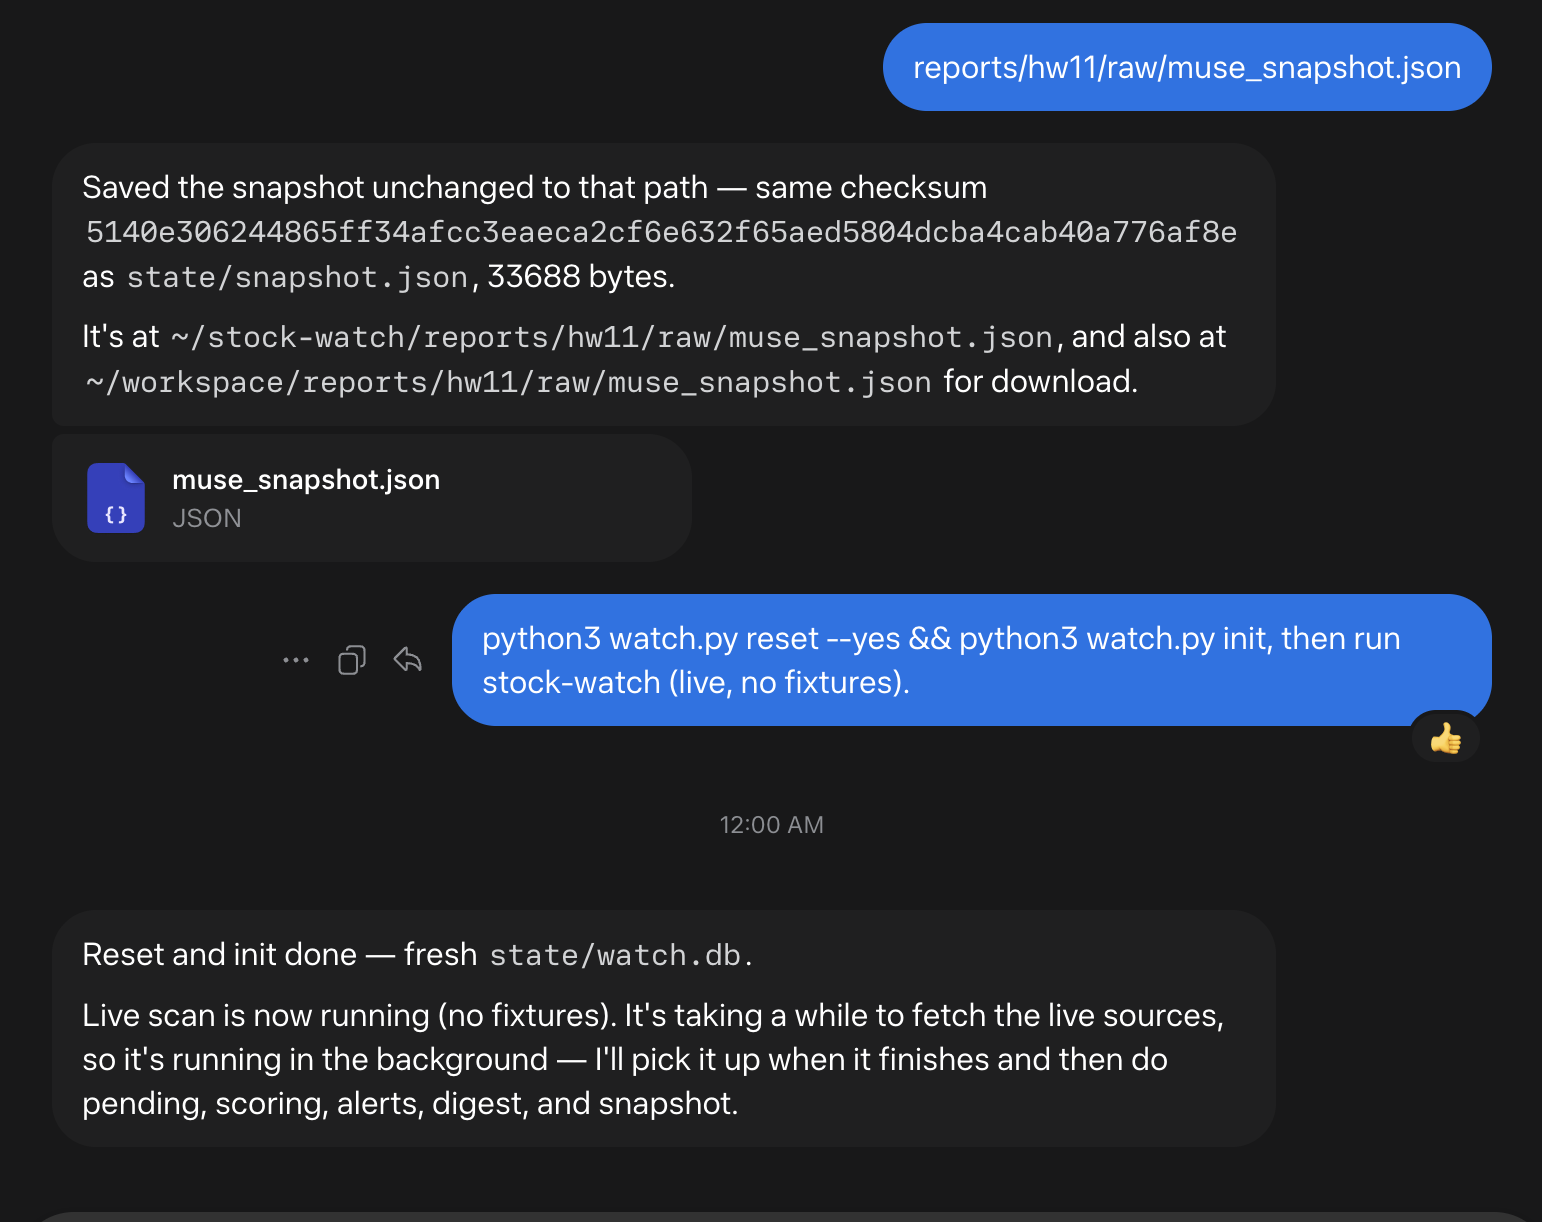 reports/hw11/raw/muse_snapshot.json
Saved the snapshot unchanged to that path — same checksum
5140e306244865ff34afcc3eaeca2cf6e632f65aed5804dcba4cab40a776af8e
as state/snapshot.json, 33688 bytes.
It's at ~/stock-watch/reports/hw11/raw/muse_snapshot.json, and also at
~/workspace/reports/hw11/raw/muse_snapshot.json for download.
{}
muse_snapshot.json
JSON
python3 watch.py reset --yes && python3 watch.py init, then run
stock-watch (live, no fixtures).
12:00 AM
Reset and init done — fresh state/watch.db.
Live scan is now running (no fixtures). It's taking a while to fetch the live sources,
so it's running in the background — I'll pick it up when it finishes and then do
pending, scoring, alerts, digest, and snapshot.